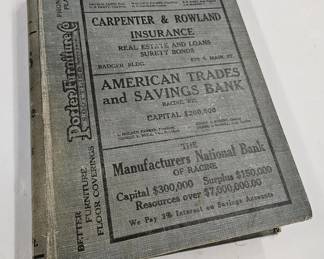 CARPENTER & ROWLAND
INSURANCE
REAL ESTATE AND LOANS
SURETY BONDS
BADGER BLDG.
AMERICAN TRADES
and SAVINGS BANK
RACINE, WIS.
CAPITAL $200,000
THE
Manufacturers National Bank
OF RACINE
Capital $300,000 Surplus $150,000
Resources over $7,000,000.00
We Pay 3% Interest on Savings Accounts
Porter Furniture Co
BETTER FURNITURE
FLOOR COVERINGS